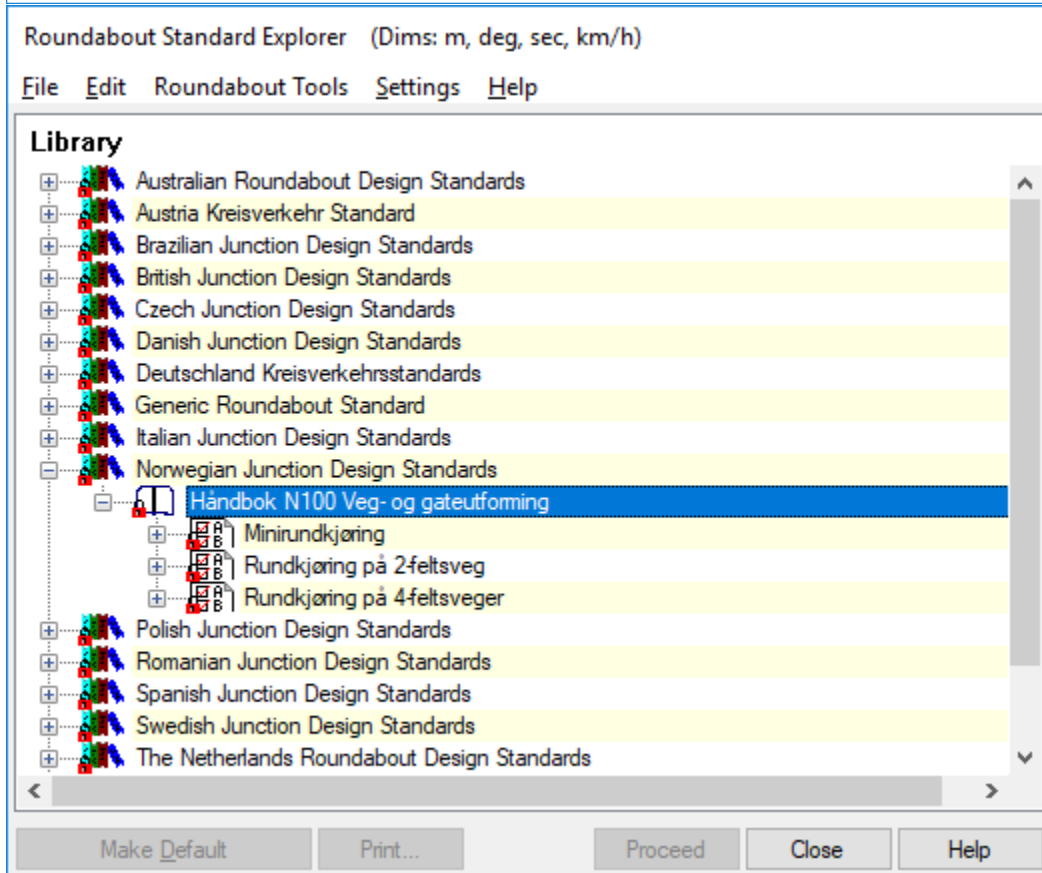 Roundabout Standard Explorer (Dims: m, deg, sec, km/h)
File Edit Roundabout Tools Settings Help
Library
Australian Roundabout Design Standards
Austria Kreisverkehr Standard
Brazilian Junction Design Standards
British Junction Design Standards
Czech Junction Design Standards
Danish Junction Design Standards
Deutschland Kreisverkehrsstandards
Generic Roundabout Standard
Italian Junction Design Standards
Norwegian Junction Design Standards
Håndbok N100 Veg- og gateutforming
Minirundkjøring
Rundkjøring på 2-feltsveg
Rundkjøring på 4-feltsveger
Polish Junction Design Standards
Romanian Junction Design Standards
Spanish Junction Design Standards
Swedish Junction Design Standards
The Netherlands Roundabout Design Standards
Make Default Print... Proceed Close Help